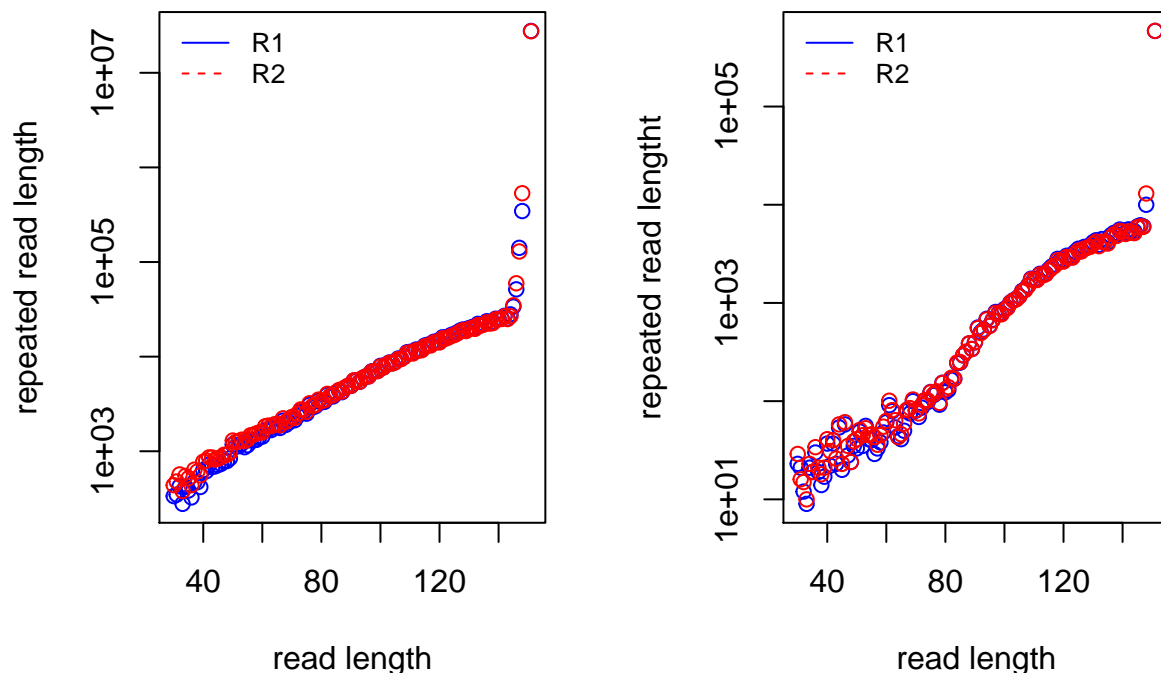 R1
R2
1e+07
1e+05
1e+03
repeated read length
40
80
120
read length
R1
R2
1e+05
1e+03
1e+01
repeated read lenght
40
80
120
read length